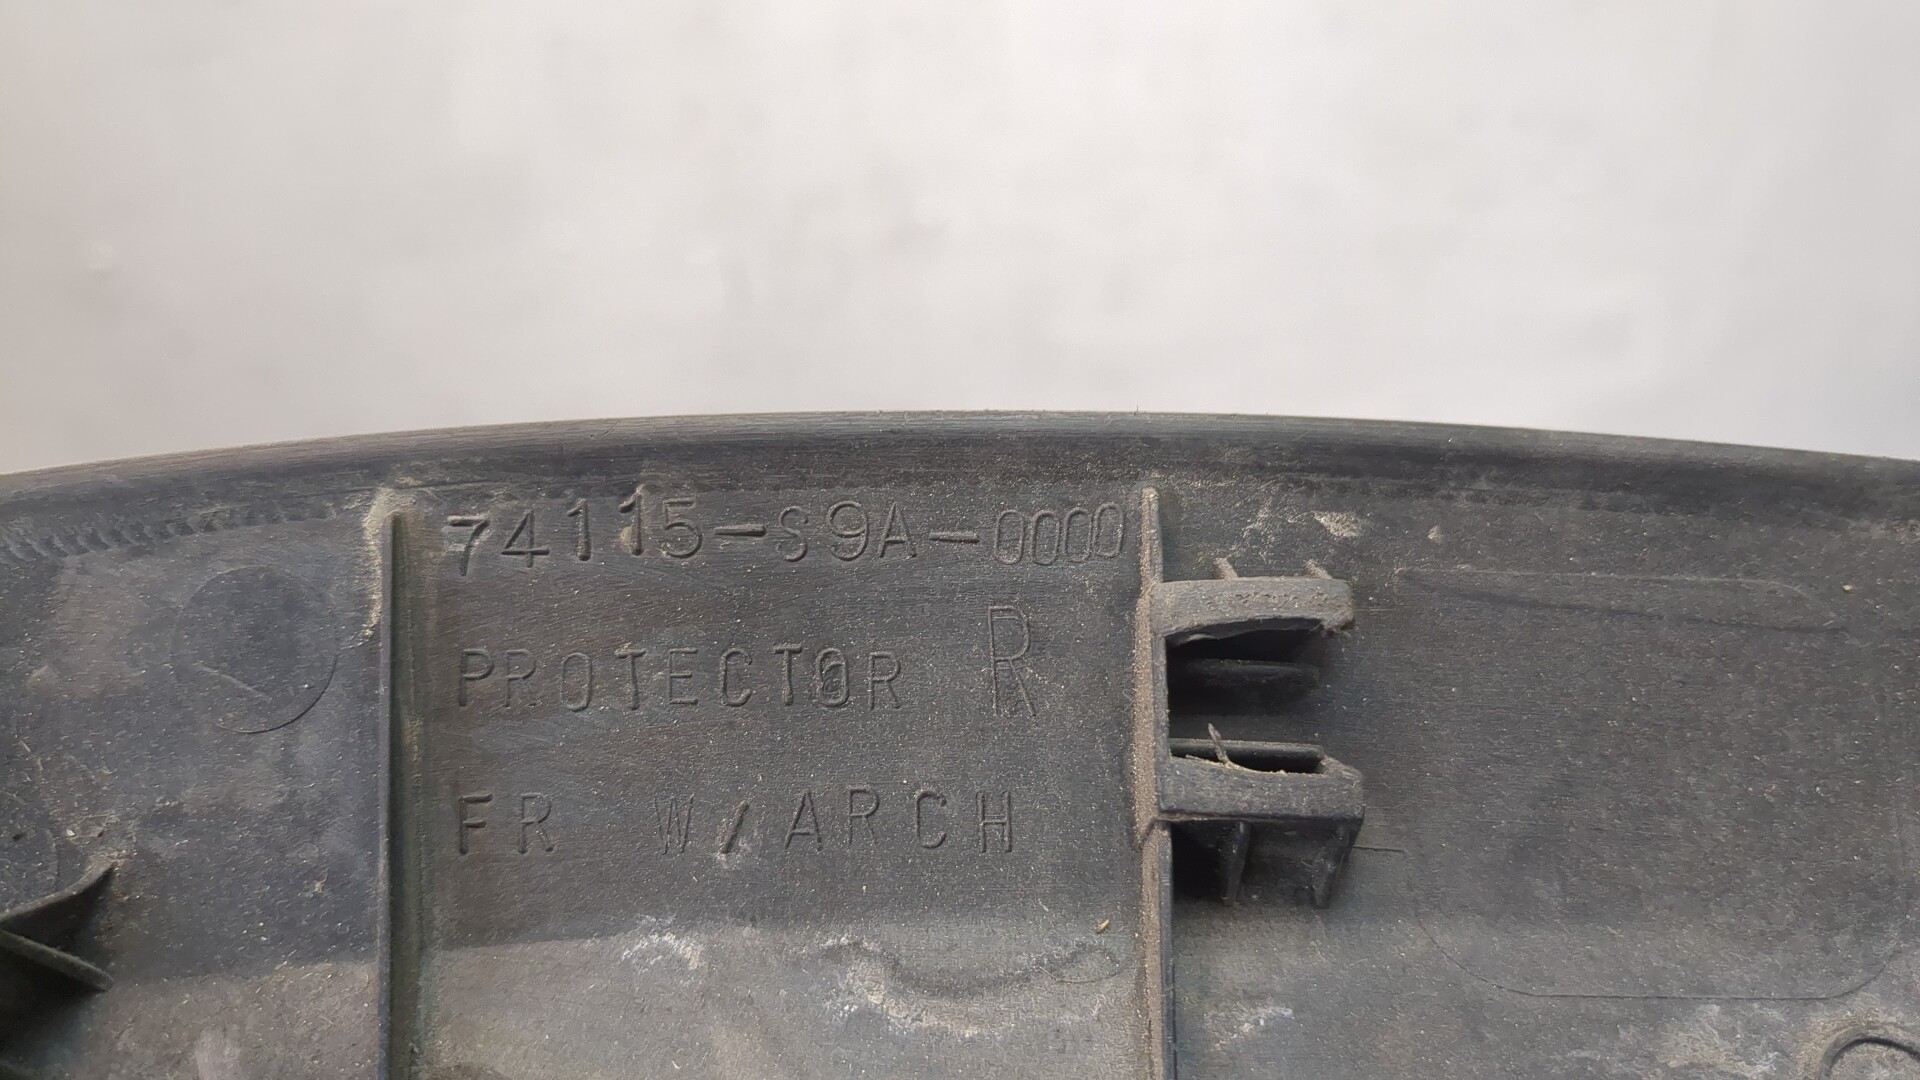 74115-S9A-0000
PROTECTOR R
FR W/ARCH